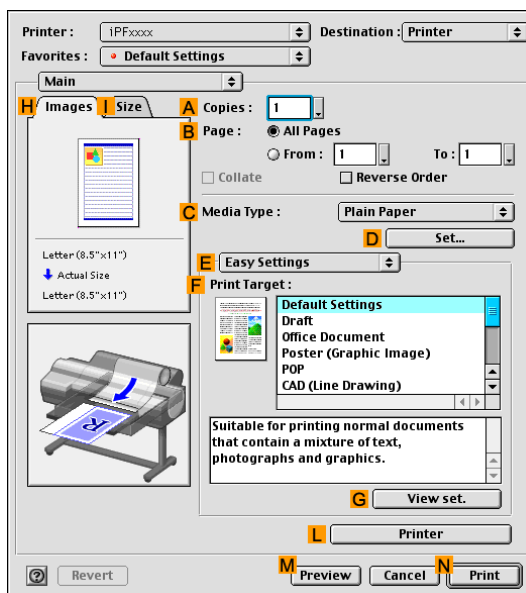 Printer : iPFxxxx Destination : Printer
Favorites : Default Settings
Main
H Images I Size
A Copies : 1
B Page : All Pages
From : 1 To : 1
Collate Reverse Order
C Media Type : Plain Paper
D Set...
Letter (8.5"x11")
Actual Size
Letter (8.5"x11")
E Easy Settings
F Print Target :
Default Settings
Draft
Office Document
Poster (Graphic Image)
POP
CAD (Line Drawing)
R
Suitable for printing normal documents
that contain a mixture of text,
photographs and graphics.
G View set.
L Printer
? Revert M Preview Cancel N Print